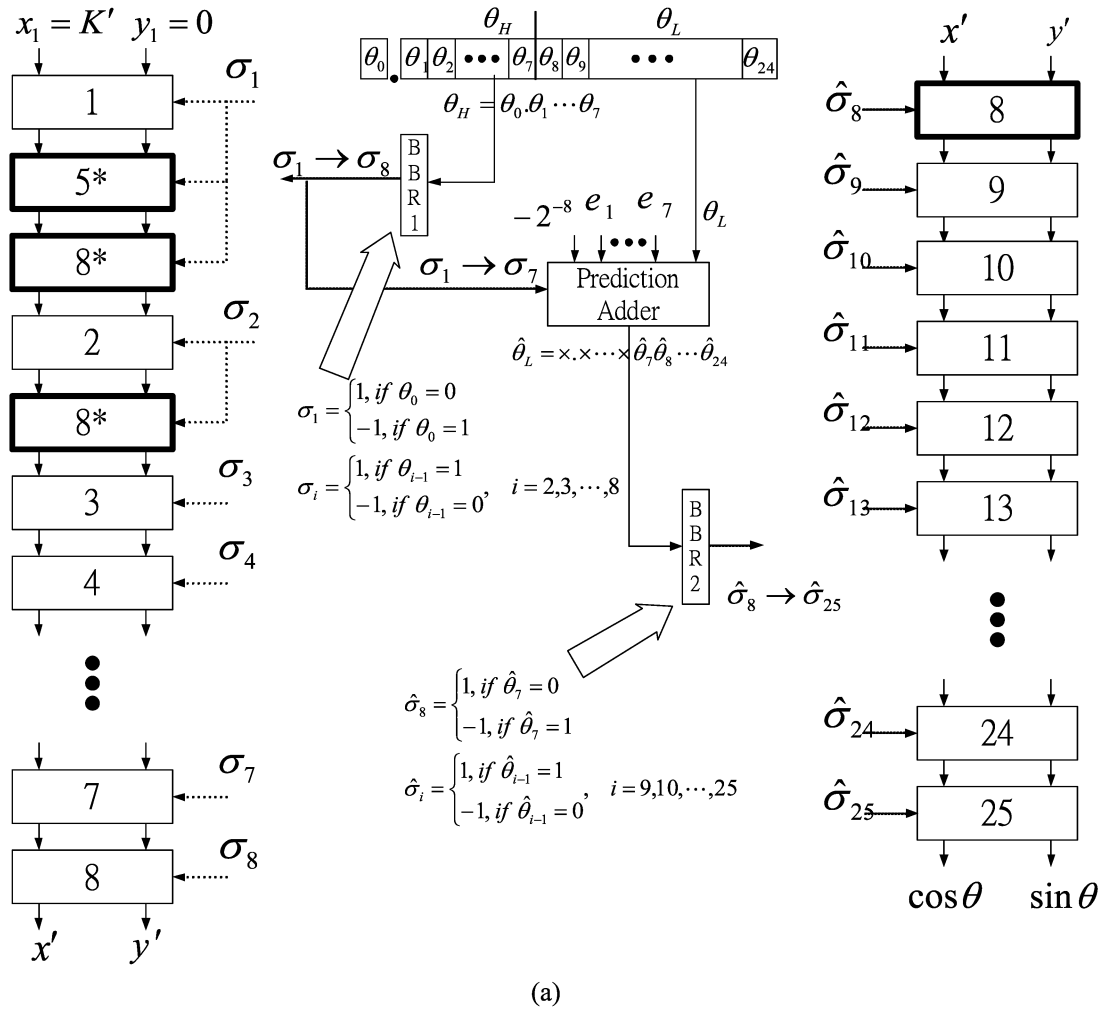 x₁ = K′ y₁ = 0
σ₁
1
5*
8*
σ₂
2
8*
σ₃
3
σ₄
4
•••
σ₇
7
σ₈
8
x′ y′
θ_H θ_L
θ₀ . θ₁ θ₂ ••• θ₇ θ₈ θ₉ ••• θ₂₄
θ_H = θ₀.θ₁ ⋯ θ₇
σ₁ → σ₈
B B R 1
−2⁻⁸ e₁ ••• e₇ θ_L
σ₁ → σ₇
Prediction
Adder
θ̂_L = ×.× ⋯ × θ̂₇ θ̂₈ ⋯ θ̂₂₄
σ₁ = { 1, if θ₀ = 0
−1, if θ₀ = 1
σᵢ = { 1, if θᵢ₋₁ = 1
−1, if θᵢ₋₁ = 0 , i = 2,3,⋯,8
B B R 2
σ̂₈ → σ̂₂₅
σ̂₈ = { 1, if θ̂₇ = 0
−1, if θ̂₇ = 1
σ̂ᵢ = { 1, if θ̂ᵢ₋₁ = 1
−1, if θ̂ᵢ₋₁ = 0 , i = 9,10,⋯,25
x′ y′
σ̂₈ 8
σ̂₉ 9
σ̂₁₀ 10
σ̂₁₁ 11
σ̂₁₂ 12
σ̂₁₃ 13
•••
σ̂₂₄ 24
σ̂₂₅ 25
cos θ sin θ
(a)